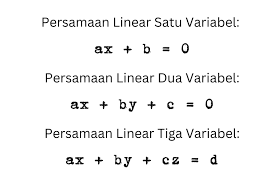 Persamaan Linear Satu Variabel:
ax + b = 0
Persamaan Linear Dua Variabel:
ax + by + c = 0
Persamaan Linear Tiga Variabel:
ax + by + cz = d